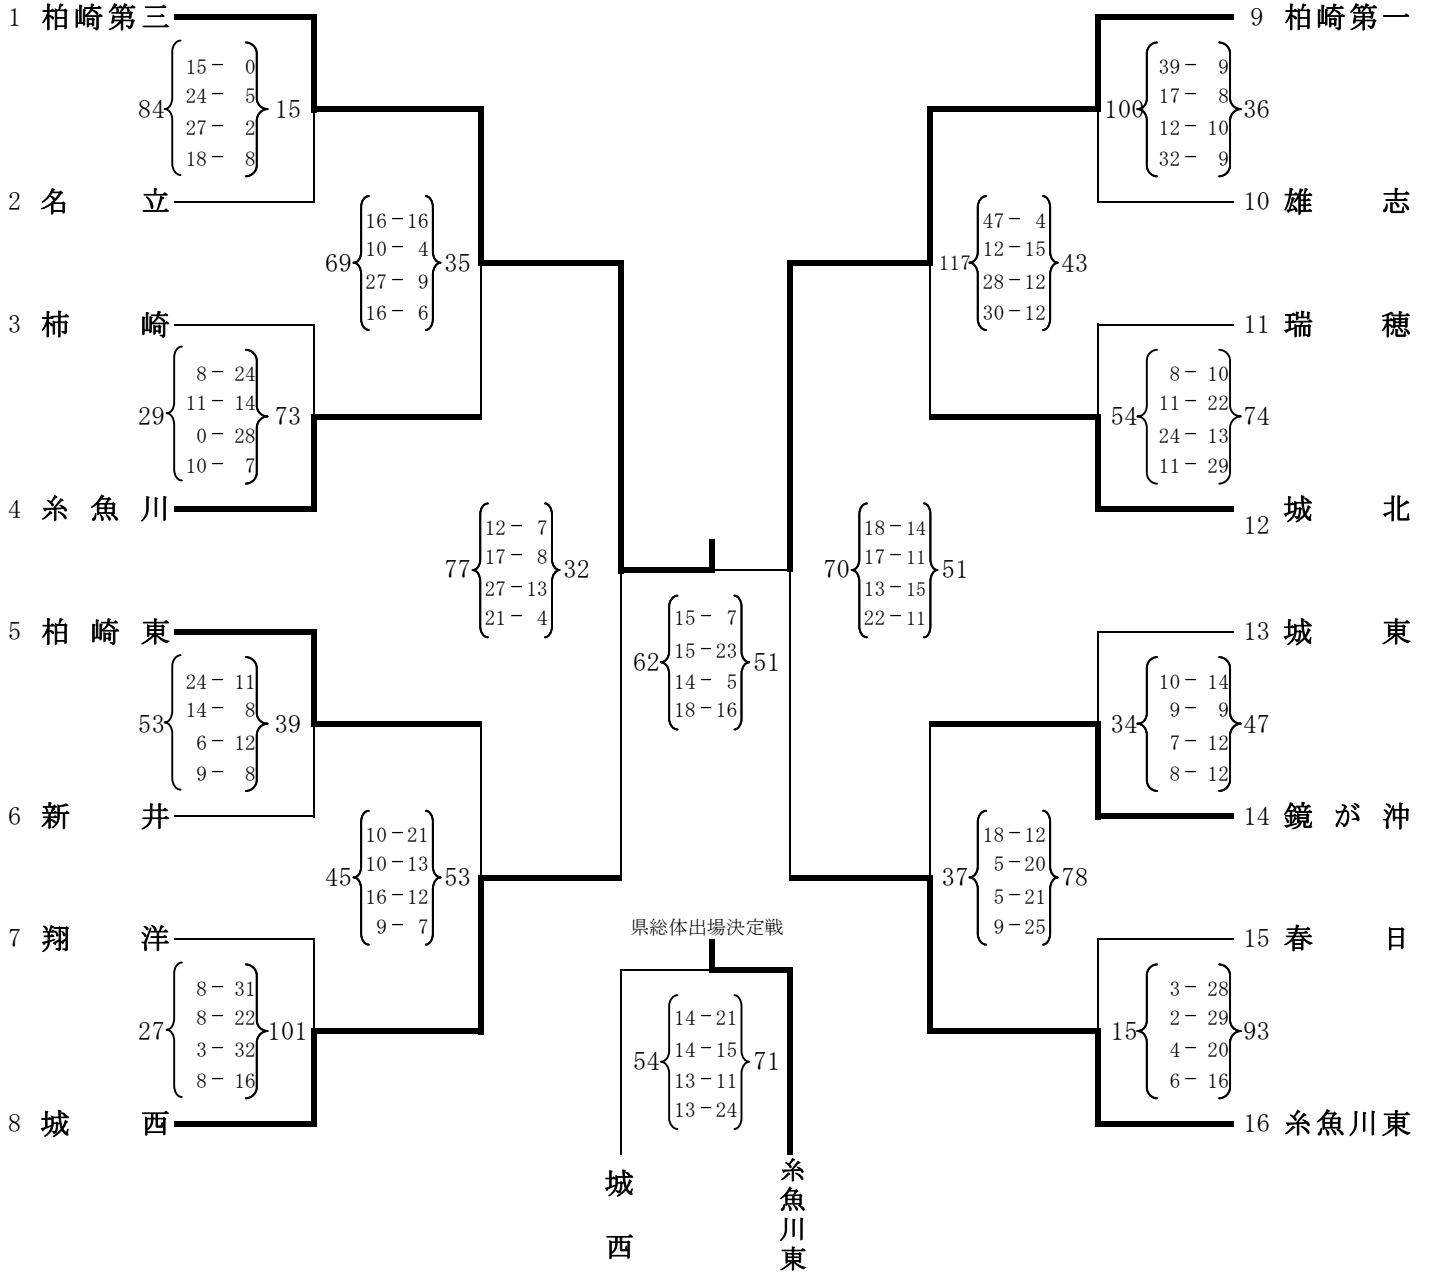 1 柏崎第三
84 15－ 0 15
24－ 5
27－ 2
18－ 8
2 名立
69 16－16 35
10－ 4
27－ 9
16－ 6
3 柿崎
29 8－24 73
11－14
0－28
10－ 7
4 糸魚川
77 12－ 7 32
17－ 8
27－13
21－ 4
5 柏崎東
53 24－11 39
14－ 8
6－12
9－ 8
6 新井
45 10－21 53
10－13
16－12
9－ 7
7 翔洋
27 8－31 101
8－22
3－32
8－16
8 城西
62 15－ 7 51
15－23
14－ 5
18－16
県総体出場決定戦
54 14－21 71
14－15
13－11
13－24
城西
糸魚川東
9 柏崎第一
100 39－ 9 36
17－ 8
12－10
32－ 9
10 雄志
117 47－ 4 43
12－15
28－12
30－12
11 瑞穂
54 8－10 74
11－22
24－13
11－29
12 城北
70 18－14 51
17－11
13－15
22－11
13 城東
34 10－14 47
9－ 9
7－12
8－12
14 鏡が沖
37 18－12 78
5－20
5－21
9－25
15 春日
15 3－28 93
2－29
4－20
6－16
16 糸魚川東